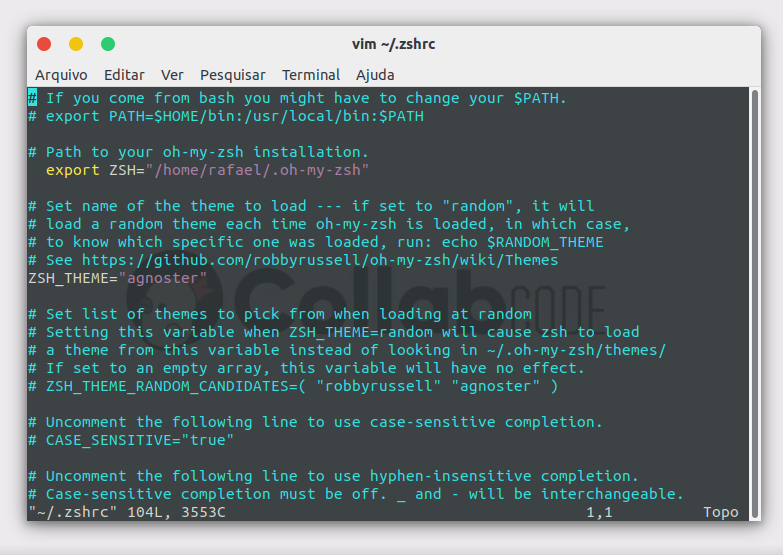 vim ~/.zshrc
Arquivo Editar Ver Pesquisar Terminal Ajuda
# If you come from bash you might have to change your $PATH.
# export PATH=$HOME/bin:/usr/local/bin:$PATH
# Path to your oh-my-zsh installation.
export ZSH="/home/rafael/.oh-my-zsh"
# Set name of the theme to load --- if set to "random", it will
# load a random theme each time oh-my-zsh is loaded, in which case,
# to know which specific one was loaded, run: echo $RANDOM_THEME
# See https://github.com/robbyrussell/oh-my-zsh/wiki/Themes
ZSH_THEME="agnoster"
Collab CODE
# Set list of themes to pick from when loading at random
# Setting this variable when ZSH_THEME=random will cause zsh to load
# a theme from this variable instead of looking in ~/.oh-my-zsh/themes/
# If set to an empty array, this variable will have no effect.
# ZSH_THEME_RANDOM_CANDIDATES=( "robbyrussell" "agnoster" )
# Uncomment the following line to use case-sensitive completion.
# CASE_SENSITIVE="true"
# Uncomment the following line to use hyphen-insensitive completion.
# Case-sensitive completion must be off. _ and - will be interchangeable.
"~/.zshrc" 104L, 3553C 1,1 Topo